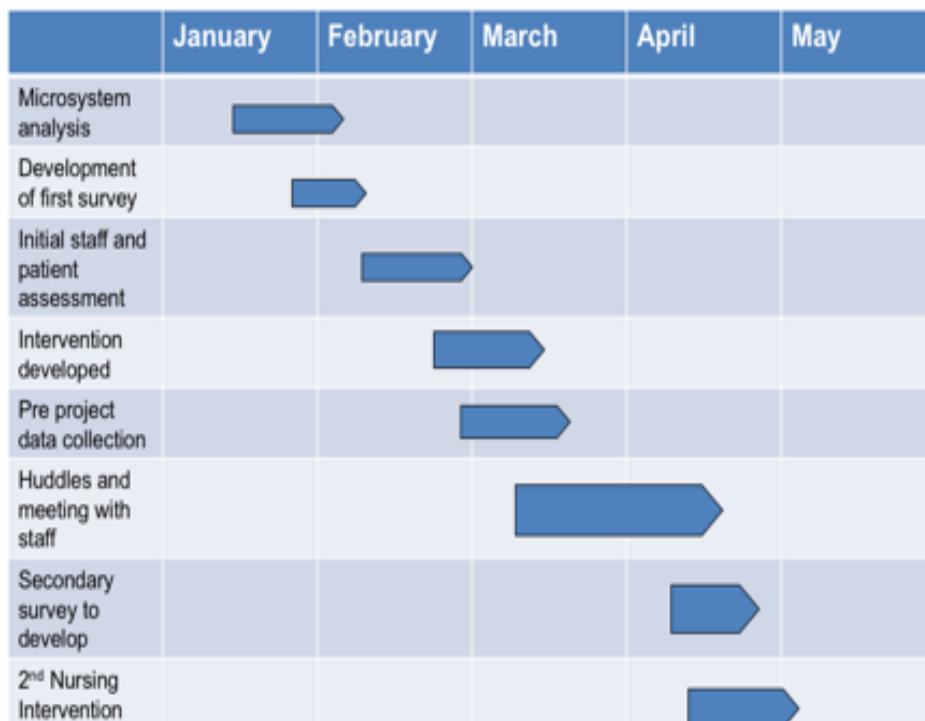 January February March April May
Microsystem
analysis
Development
of first survey
Initial staff and
patient
assessment
Intervention
developed
Pre project
data collection
Huddles and
meeting with
staff
Secondary
survey to
develop
2nd Nursing
Intervention